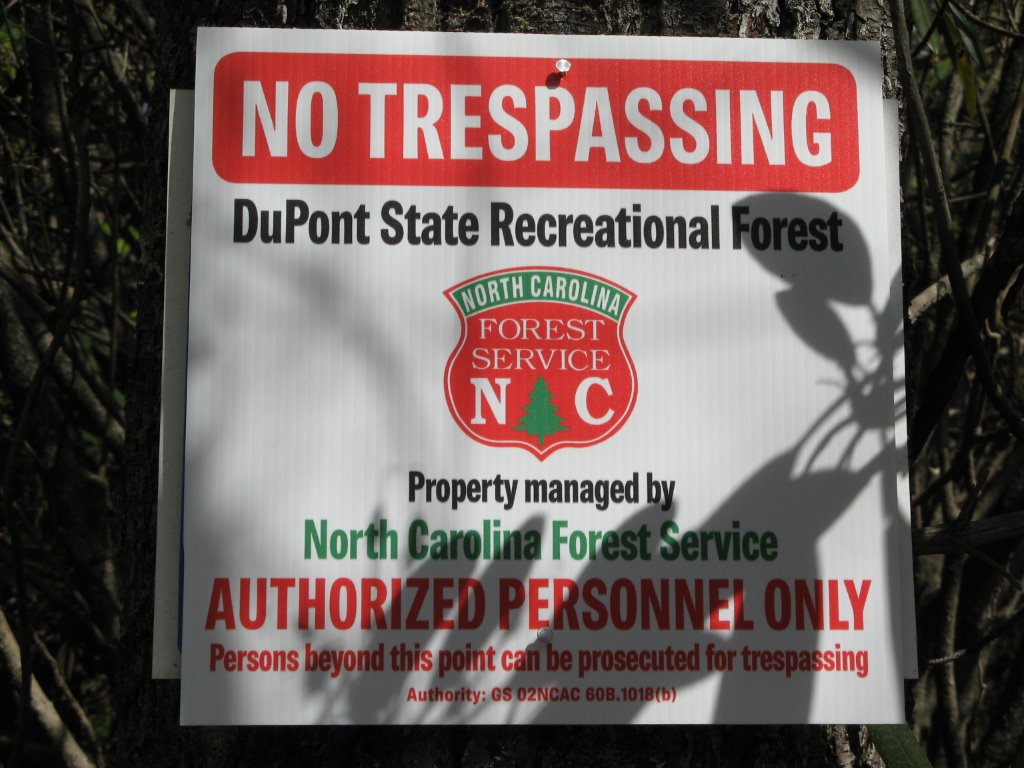 NO TRESPASSING
DuPont State Recreational Forest
NORTH CAROLINA
FOREST
SERVICE
N C
Property managed by
North Carolina Forest Service
AUTHORIZED PERSONNEL ONLY
Persons beyond this point can be prosecuted for trespassing
Authority: GS 02NCAC 60B.1018(b)